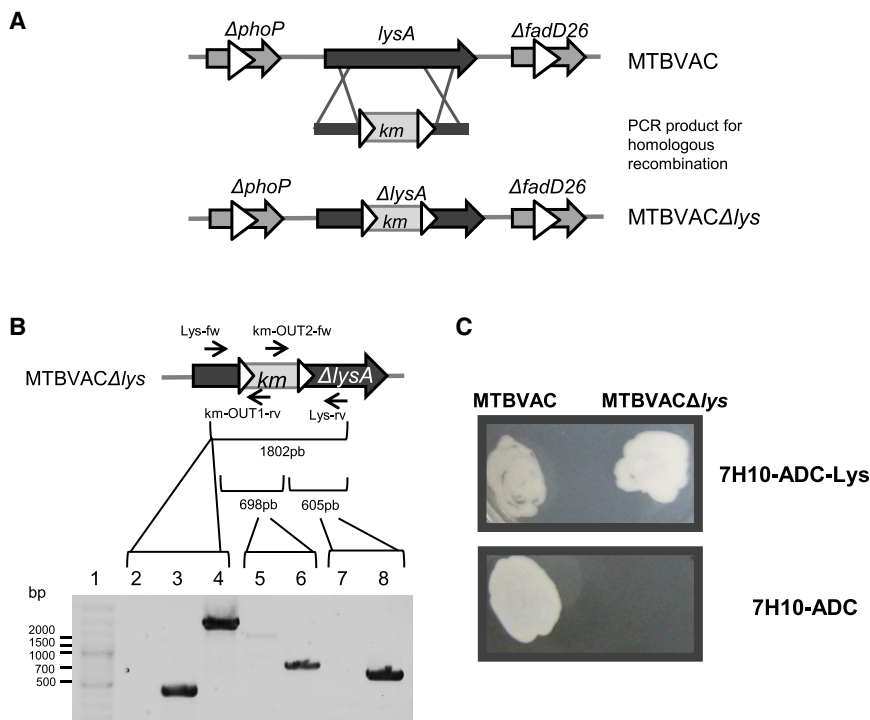 A
ΔphoP lysA ΔfadD26
MTBVAC
km
PCR product for
homologous
recombination
ΔphoP ΔlysA ΔfadD26
km
MTBVACΔlys
B
Lys-fw km-OUT2-fw
MTBVACΔlys
km ΔlysA
km-OUT1-rv Lys-rv
1802pb
698pb 605pb
1 2 3 4 5 6 7 8
bp
2000
1500
1000
700
500
C
MTBVAC MTBVACΔlys
7H10-ADC-Lys
7H10-ADC